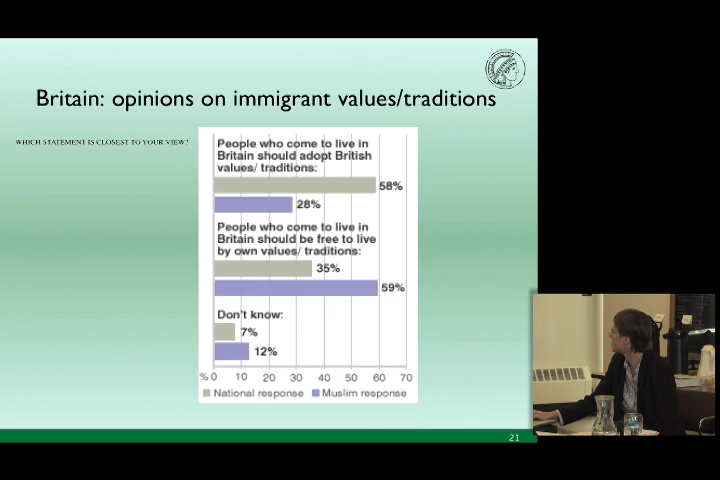 Britain: opinions on immigrant values/traditions
WHICH STATEMENT IS CLOSEST TO YOUR VIEW?
People who come to live in
Britain should adopt British
values/ traditions:
58%
28%
People who come to live in
Britain should be free to live
by own values/ traditions:
35%
59%
Don't know:
7%
12%
% 0 10 20 30 40 50 60 70
National response Muslim response
21